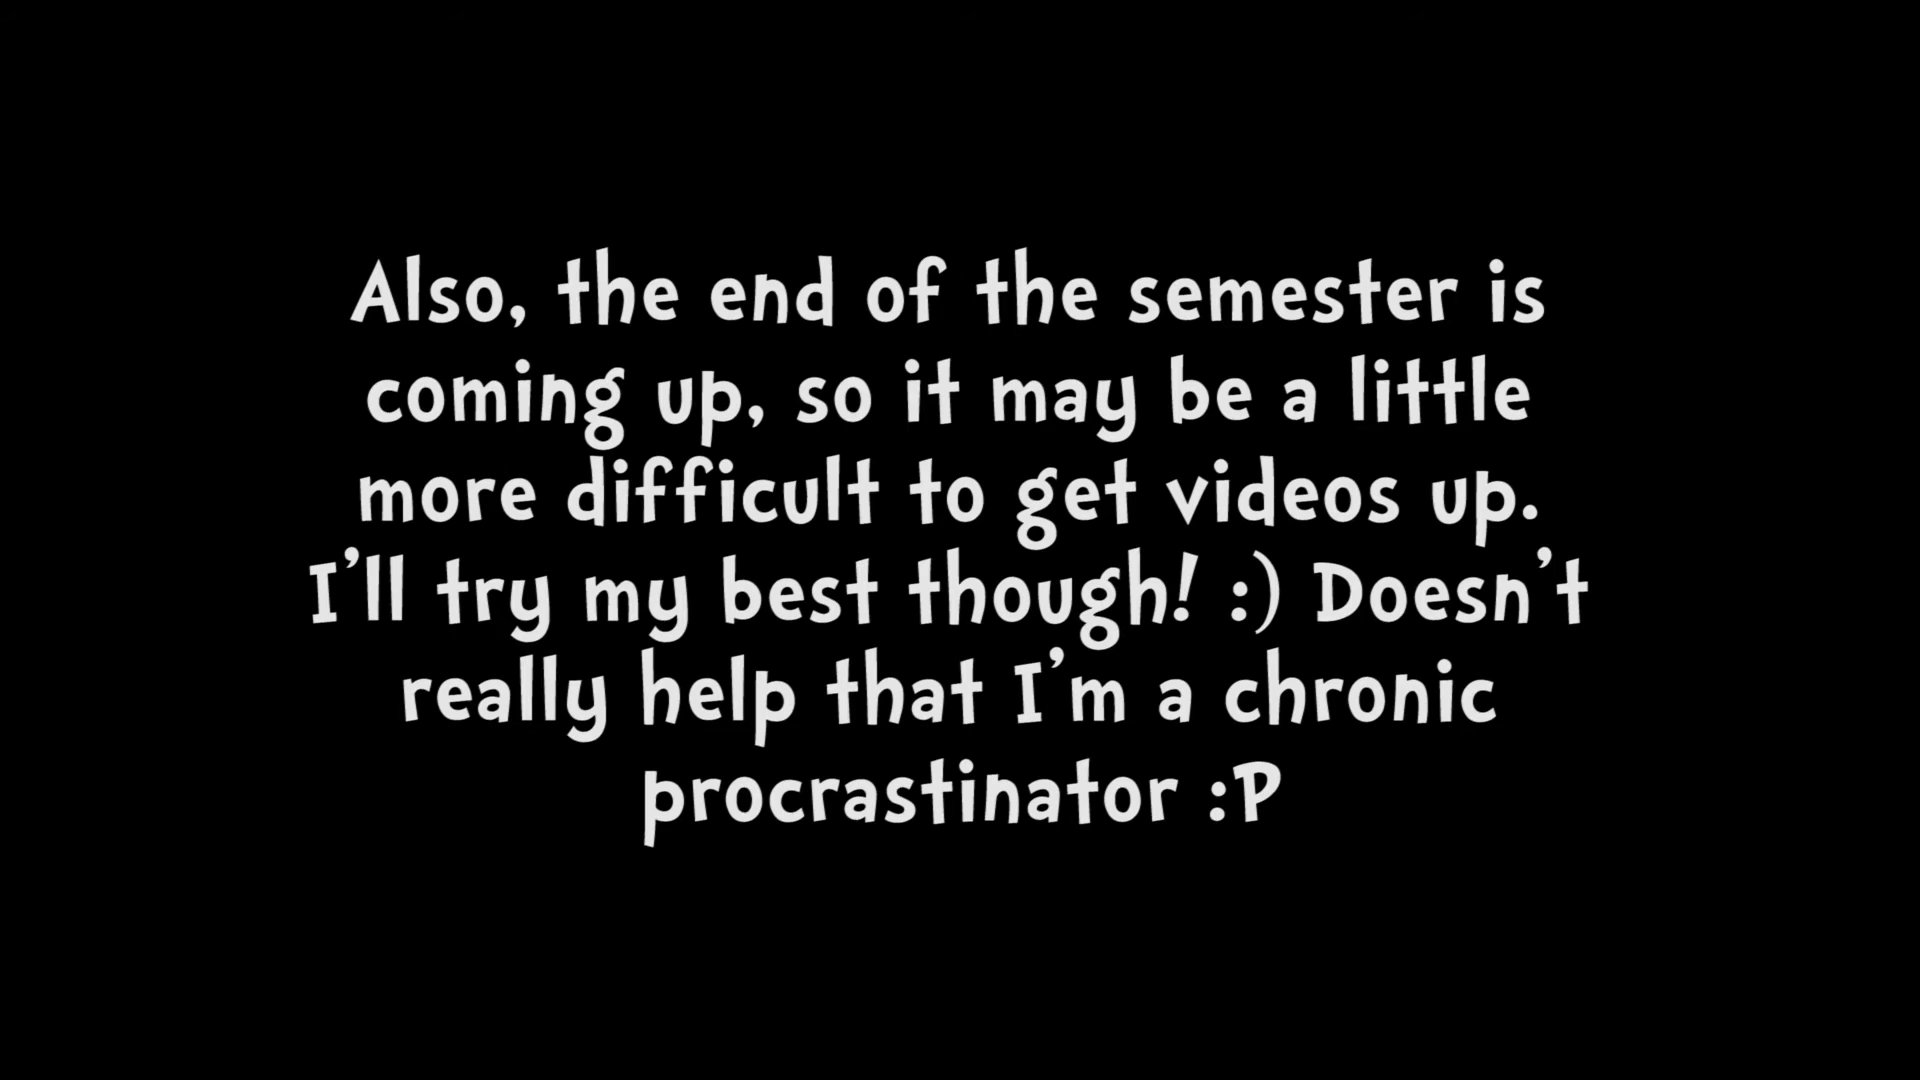 Also, the end of the semester is
coming up, so it may be a little
more difficult to get videos up.
I'll try my best though! :) Doesn't
really help that I'm a chronic
procrastinator :P